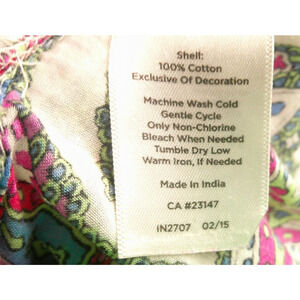 Shell:
100% Cotton
Exclusive Of Decoration
Machine Wash Cold
Gentle Cycle
Only Non-Chlorine
Bleach When Needed
Tumble Dry Low
Warm Iron, If Needed
Made In India
CA #23147
IN2707 02/15